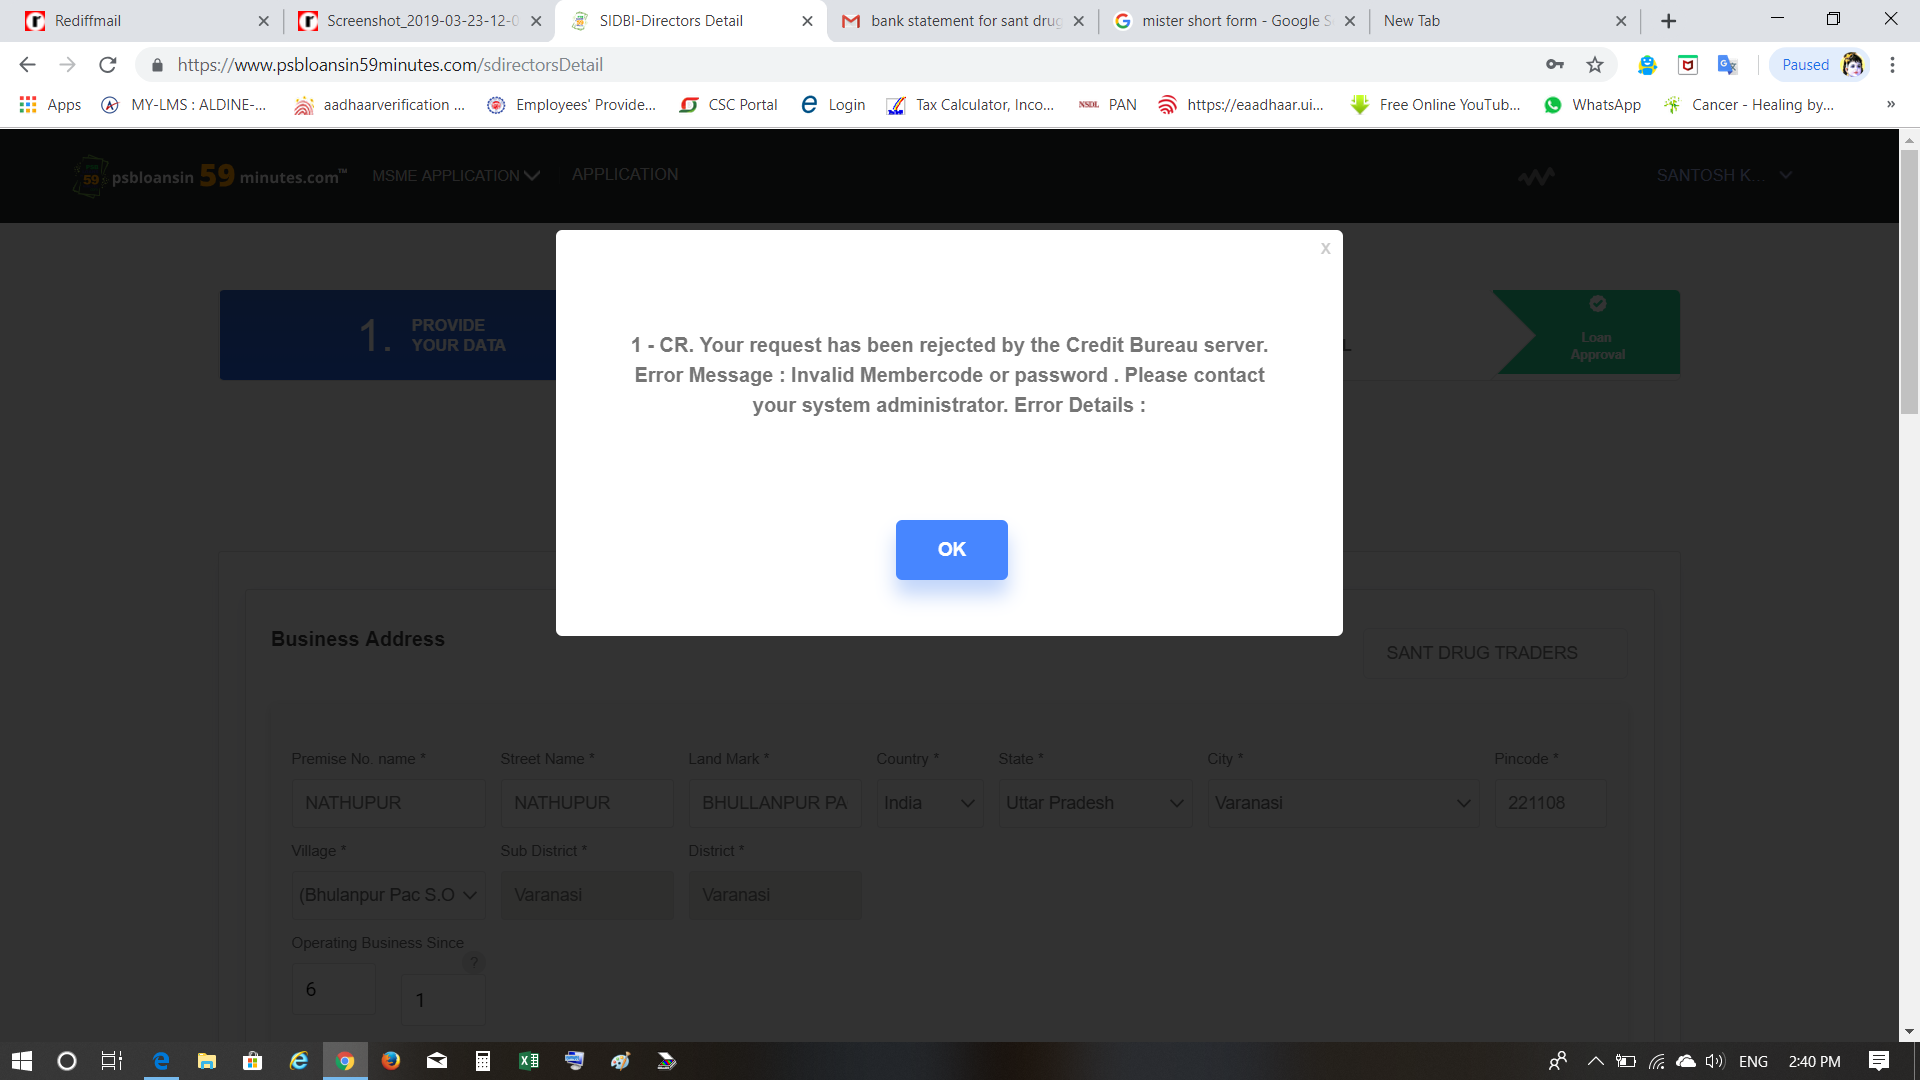 Rediffmail
Screenshot_2019-03-23-12-0
SIDBI-Directors Detail
bank statement for sant drug
mister short form - Google S
New Tab
https://www.psbloansin59minutes.com/sdirectorsDetail
Paused
Apps
MY-LMS : ALDINE-...
aadhaarverification ...
Employees' Provide...
CSC Portal
Login
Tax Calculator, Inco...
NSDL PAN
https://eaadhaar.ui...
Free Online YouTub...
WhatsApp
Cancer - Healing by...
»
59 psbloansin 59 minutes.com™
MSME APPLICATION
APPLICATION
SANTOSH K...
X
1. PROVIDE
YOUR DATA
L
Loan
Approval
1 - CR. Your request has been rejected by the Credit Bureau server.
Error Message : Invalid Membercode or password . Please contact
your system administrator. Error Details :
OK
Business Address
SANT DRUG TRADERS
Premise No. name * Street Name * Land Mark * Country * State * City * Pincode *
NATHUPUR NATHUPUR BHULLANPUR PA India Uttar Pradesh Varanasi 221108
Village * Sub District * District *
(Bhulanpur Pac S.O Varanasi Varanasi
Operating Business Since
?
6 1
ENG 2:40 PM